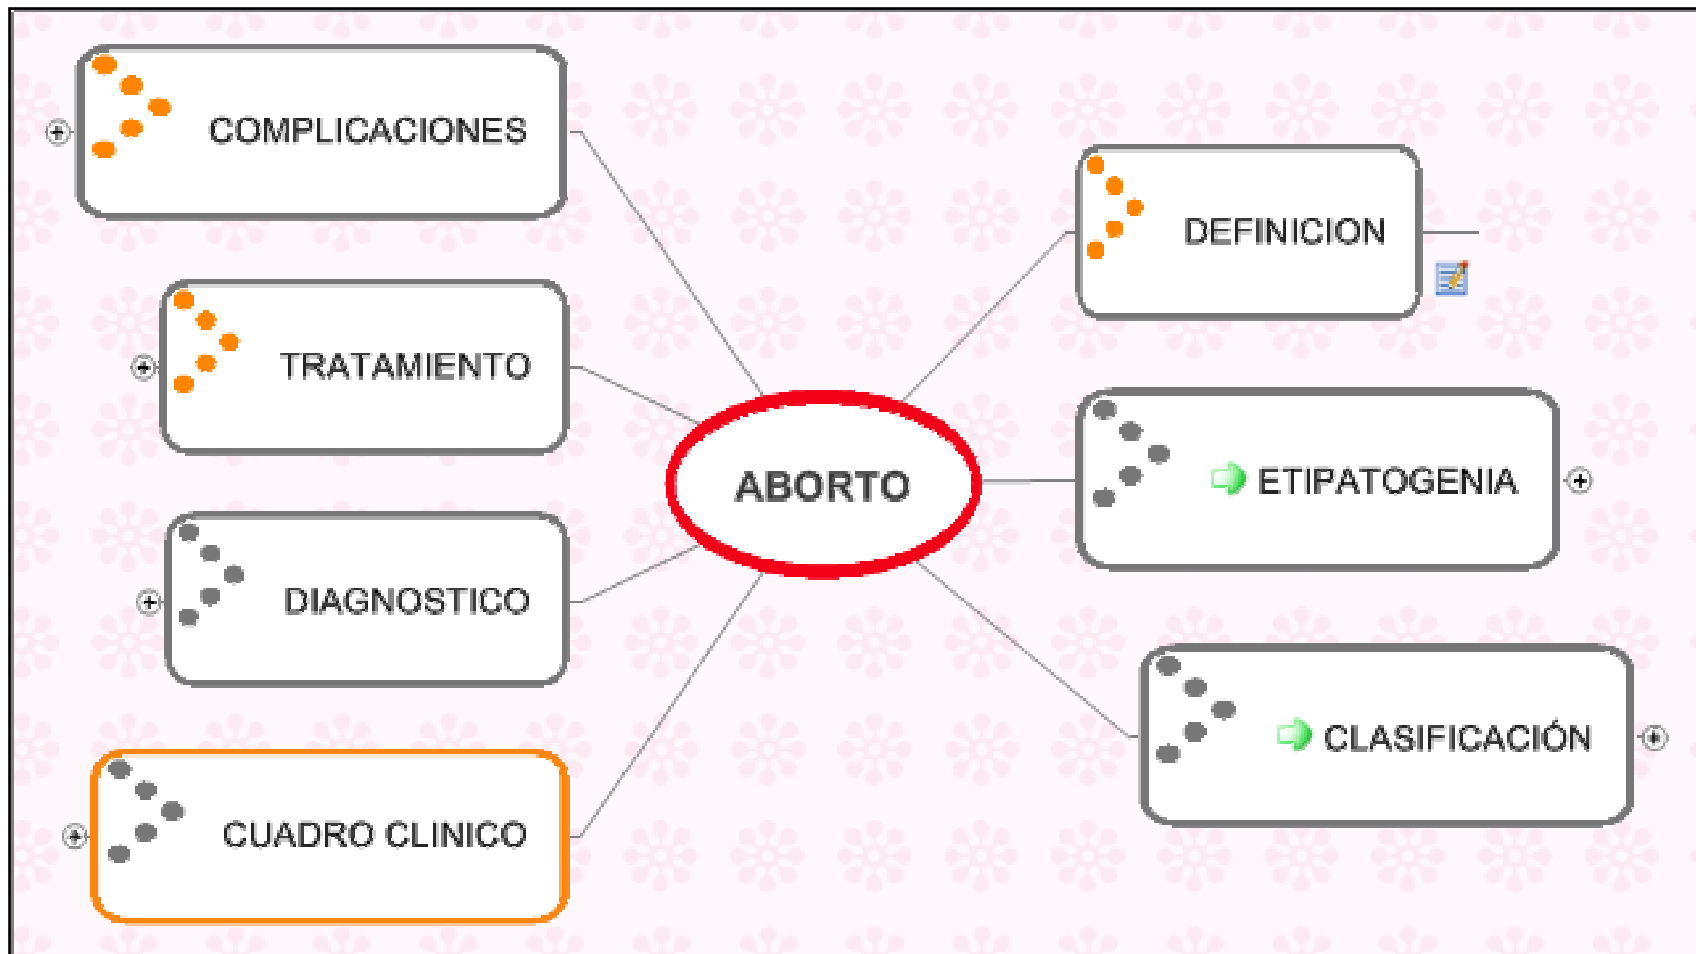 COMPLICACIONES
TRATAMIENTO
DIAGNOSTICO
CUADRO CLINICO
ABORTO
DEFINICION
ETIPATOGENIA
CLASIFICACIÓN